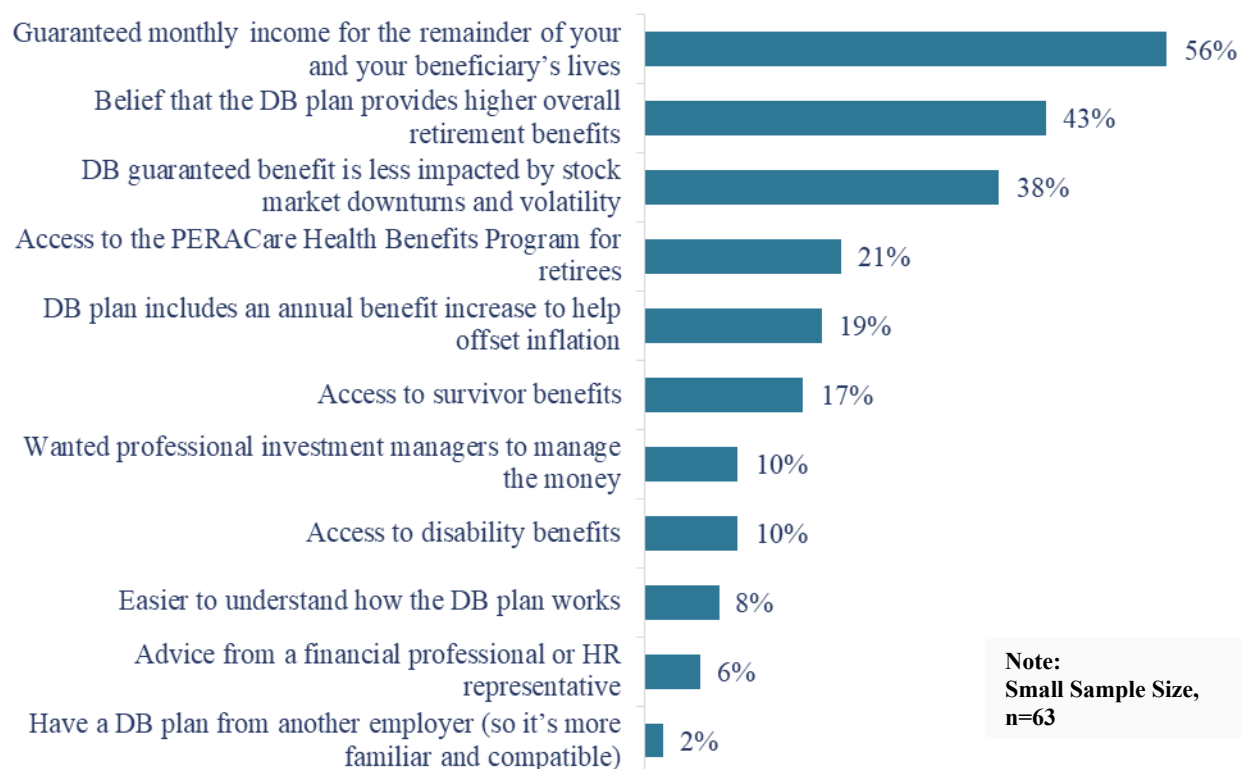 Guaranteed monthly income for the remainder of your
and your beneficiary’s lives
56%
Belief that the DB plan provides higher overall
retirement benefits
43%
DB guaranteed benefit is less impacted by stock
market downturns and volatility
38%
Access to the PERACare Health Benefits Program for
retirees
21%
DB plan includes an annual benefit increase to help
offset inflation
19%
Access to survivor benefits
17%
Wanted professional investment managers to manage
the money
10%
Access to disability benefits
10%
Easier to understand how the DB plan works
8%
Advice from a financial professional or HR
representative
6%
Have a DB plan from another employer (so it’s more
familiar and compatible)
2%
Note:
Small Sample Size,
n=63